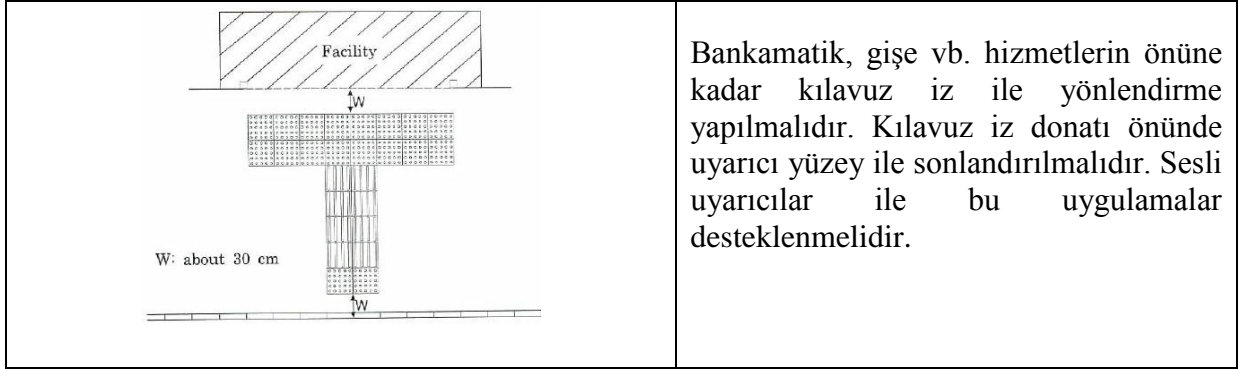 Facility
W
W: about 30 cm
W
Bankamatik, gişe vb. hizmetlerin önüne
kadar kılavuz iz ile yönlendirme
yapılmalıdır. Kılavuz iz donatı önünde
uyarıcı yüzey ile sonlandırılmalıdır. Sesli
uyarıcılar ile bu uygulamalar
desteklenmelidir.